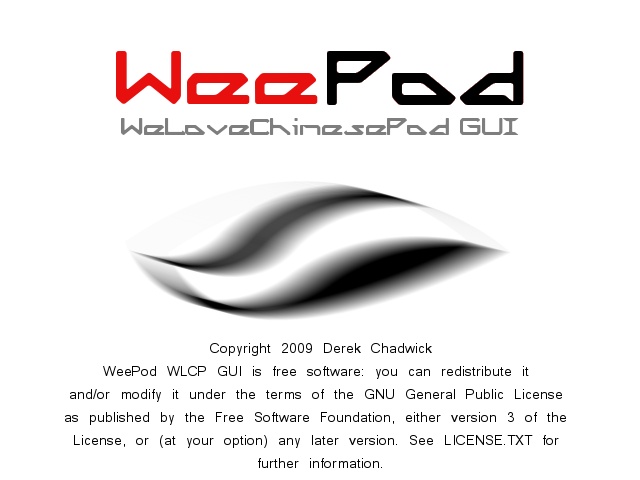 WeePod
WeLoveChinesePod GUI
Copyright 2009 Derek Chadwick
WeePod WLCP GUI is free software: you can redistribute it
and/or modify it under the terms of the GNU General Public License
as published by the Free Software Foundation, either version 3 of the
License, or (at your option) any later version. See LICENSE.TXT for
further information.